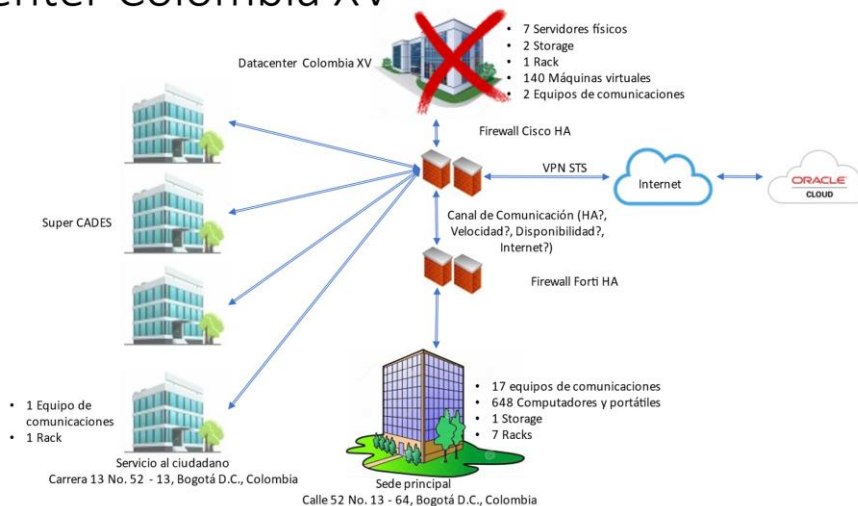 enter Colombia XV
Datacenter Colombia XV
• 7 Servidores físicos
• 2 Storage
• 1 Rack
• 140 Máquinas virtuales
• 2 Equipos de comunicaciones
Firewall Cisco HA
VPN STS
Internet
ORACLE
CLOUD
Super CADES
Canal de Comunicación (HA?,
Velocidad?, Disponibilidad?,
Internet?)
Firewall Forti HA
• 17 equipos de comunicaciones
• 648 Computadores y portátiles
• 1 Storage
• 7 Racks
• 1 Equipo de
comunicaciones
• 1 Rack
Servicio al ciudadano
Carrera 13 No. 52 - 13, Bogotá D.C., Colombia
Sede principal
Calle 52 No. 13 - 64, Bogotá D.C., Colombia